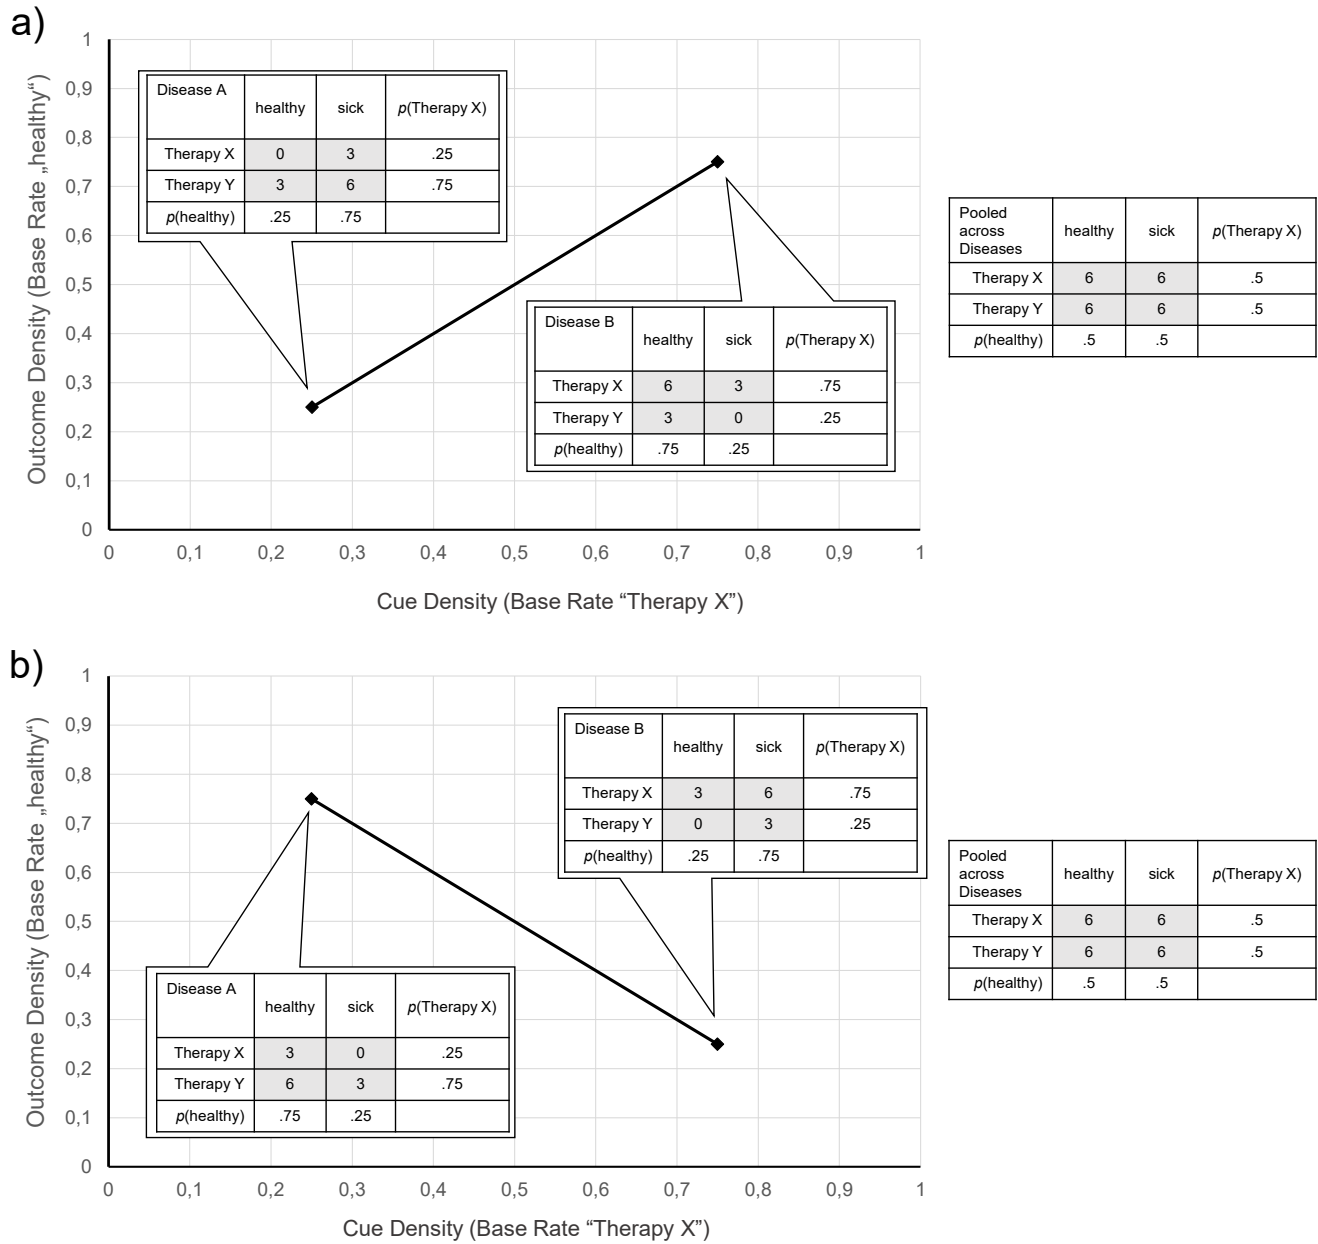 a)
Outcome Density (Base Rate „healthy“)
1
0,9
0,8
0,7
0,6
0,5
0,4
0,3
0,2
0,1
0
0 0,1 0,2 0,3 0,4 0,5 0,6 0,7 0,8 0,9 1
Cue Density (Base Rate “Therapy X”)
Disease A healthy sick p(Therapy X)
Therapy X 0 3 .25
Therapy Y 3 6 .75
p(healthy) .25 .75
Disease B healthy sick p(Therapy X)
Therapy X 6 3 .75
Therapy Y 3 0 .25
p(healthy) .75 .25
Pooled
across healthy sick p(Therapy X)
Diseases
Therapy X 6 6 .5
Therapy Y 6 6 .5
p(healthy) .5 .5
b)
Outcome Density (Base Rate „healthy“)
1
0,9
0,8
0,7
0,6
0,5
0,4
0,3
0,2
0,1
0
0 0,1 0,2 0,3 0,4 0,5 0,6 0,7 0,8 0,9 1
Cue Density (Base Rate “Therapy X”)
Disease B healthy sick p(Therapy X)
Therapy X 3 6 .75
Therapy Y 0 3 .25
p(healthy) .25 .75
Disease A healthy sick p(Therapy X)
Therapy X 3 0 .25
Therapy Y 6 3 .75
p(healthy) .75 .25
Pooled
across healthy sick p(Therapy X)
Diseases
Therapy X 6 6 .5
Therapy Y 6 6 .5
p(healthy) .5 .5